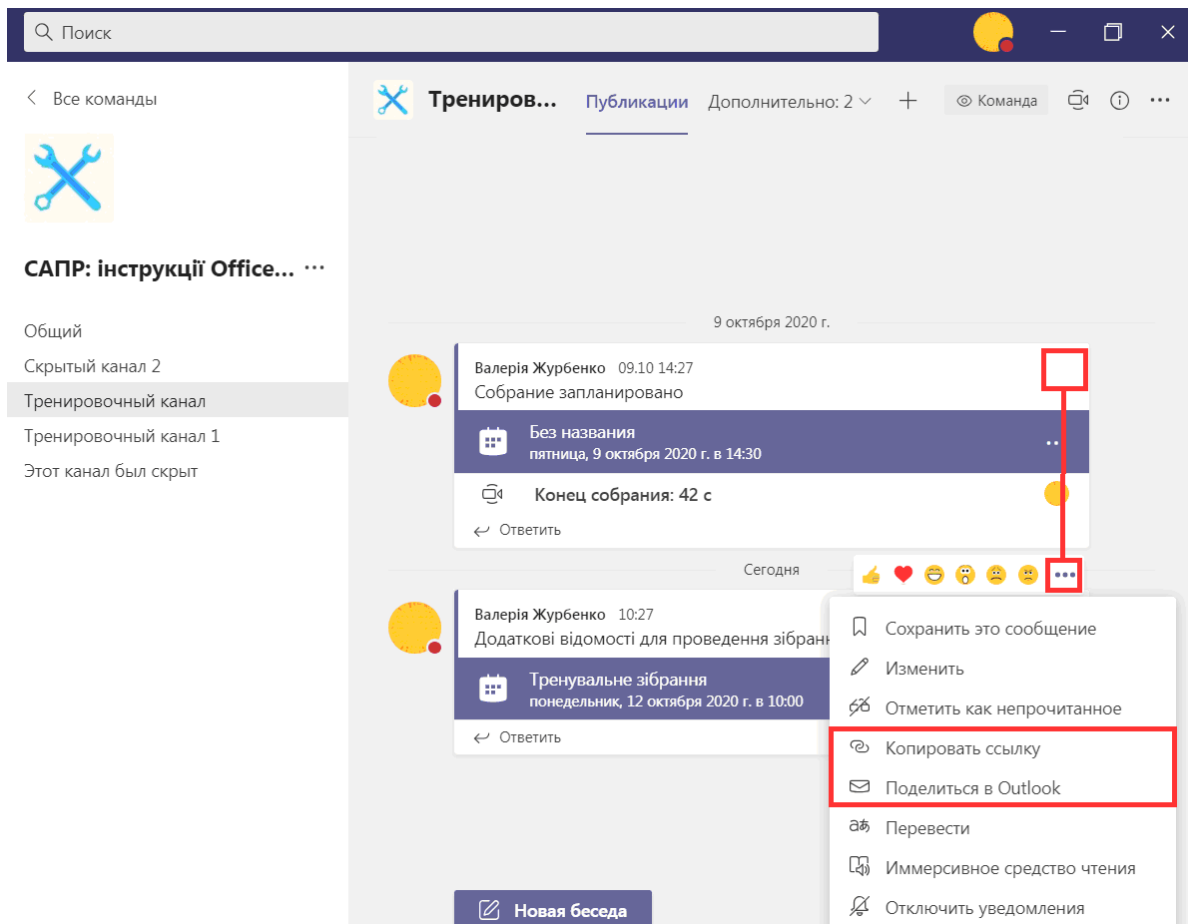 Поиск
Все команды
САПР: інструкції Office... ···
Общий
Скрытый канал 2
Тренировочный канал
Тренировочный канал 1
Этот канал был скрыт
Трениров... Публикации Дополнительно: 2 Команда
9 октября 2020 г.
Валерія Журбенко 09.10 14:27
Собрание запланировано
Без названия
пятница, 9 октября 2020 г. в 14:30
Конец собрания: 42 с
Ответить
Сегодня
Валерія Журбенко 10:27
Додаткові відомості для проведення зібран
Тренувальне зібрання
понедельник, 12 октября 2020 г. в 10:00
Ответить
Новая беседа
Сохранить это сообщение
Изменить
Отметить как непрочитанное
Копировать ссылку
Поделиться в Outlook
Перевести
Иммерсивное средство чтения
Отключить уведомления